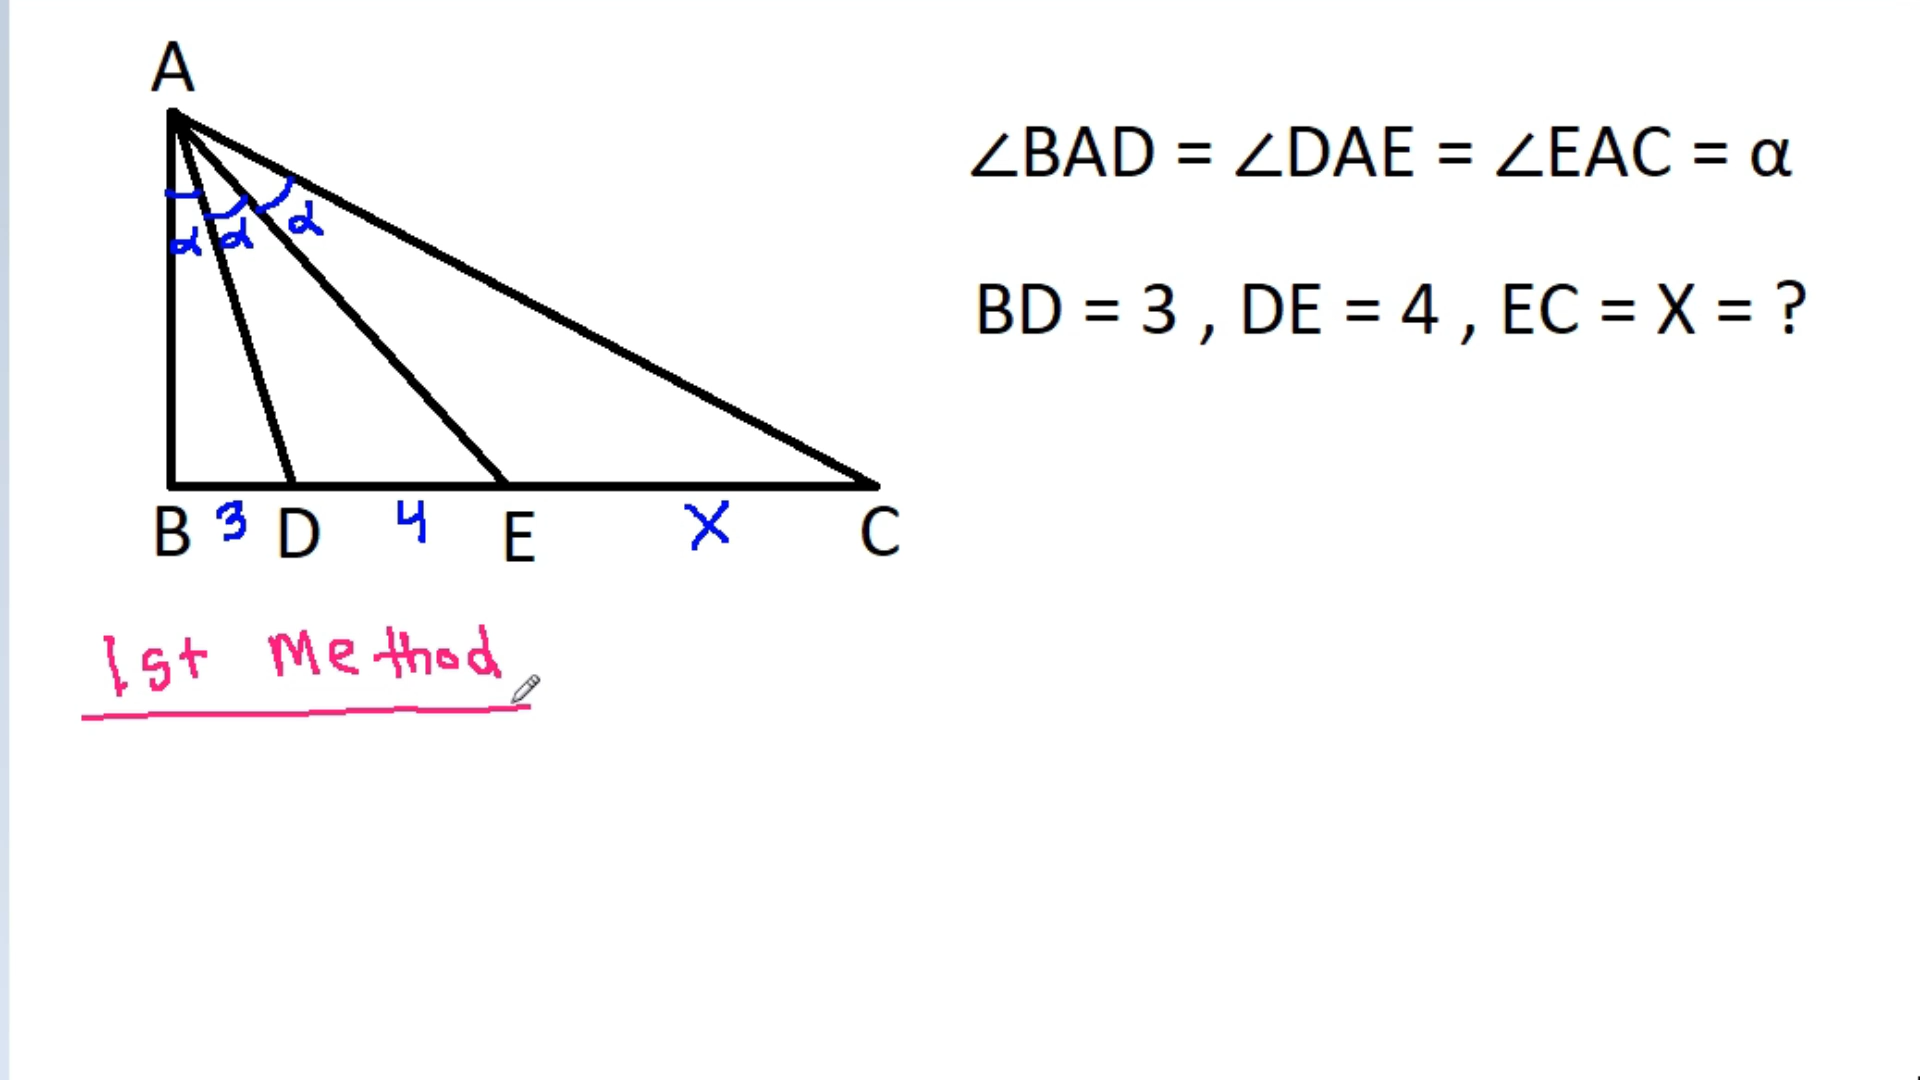 A
∠BAD = ∠DAE = ∠EAC = α
α α α
BD = 3 , DE = 4 , EC = X = ?
B 3 D 4 E X C
1st Method